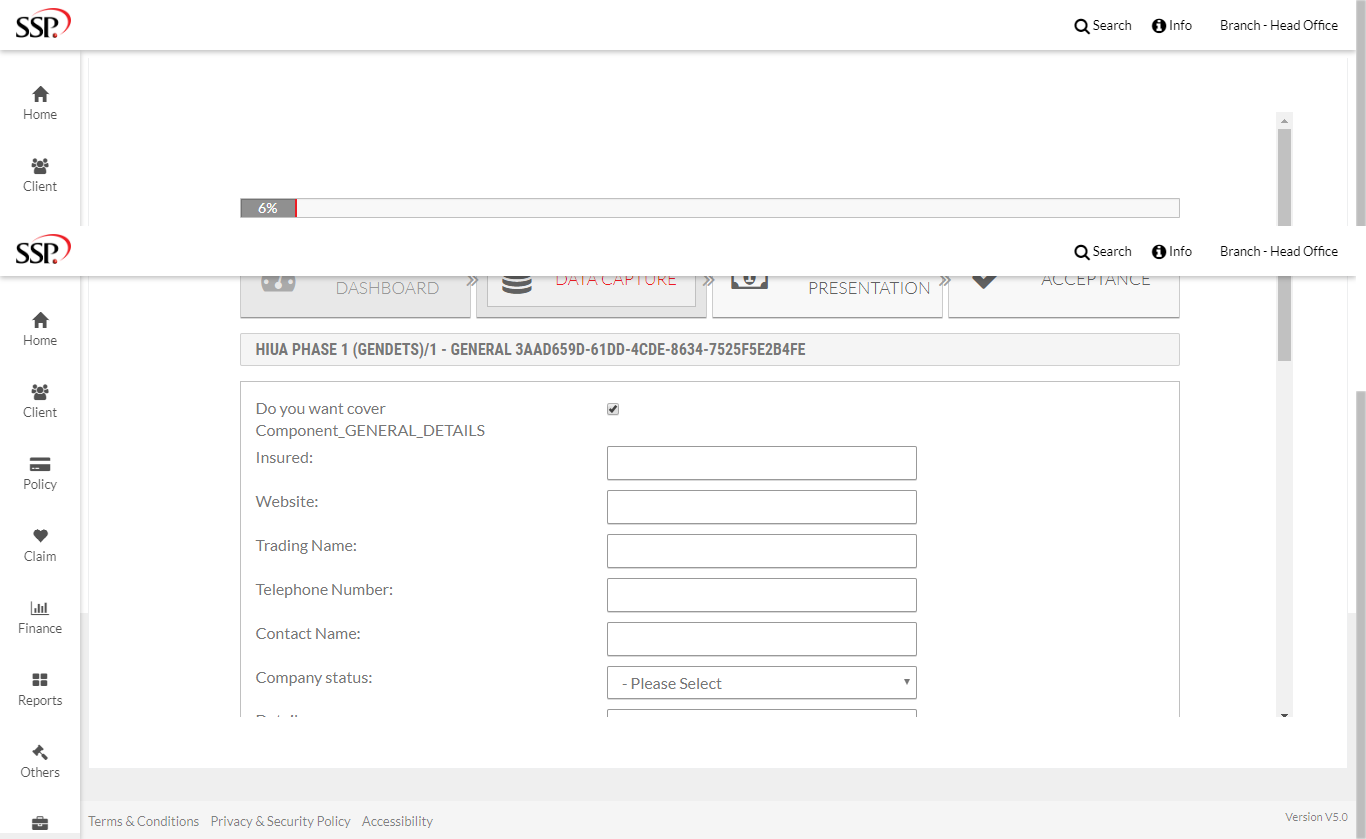 SSP.
Search
Info
Branch - Head Office
Home
Client
6%
SSP.
Search
Info
Branch - Head Office
DASHBOARD
DATA CAPTURE
PRESENTATION
ACCEPTANCE
Home
HIUA PHASE 1 (GENDETS)/1 - GENERAL 3AAD659D-61DD-4CDE-8634-7525F5E2B4FE
Client
Do you want cover
Component_GENERAL_DETAILS
Insured:
Policy
Website:
Claim
Trading Name:
Telephone Number:
Finance
Contact Name:
Reports
Company status:
- Please Select
Others
Terms & Conditions
Privacy & Security Policy
Accessibility
Version V5.0